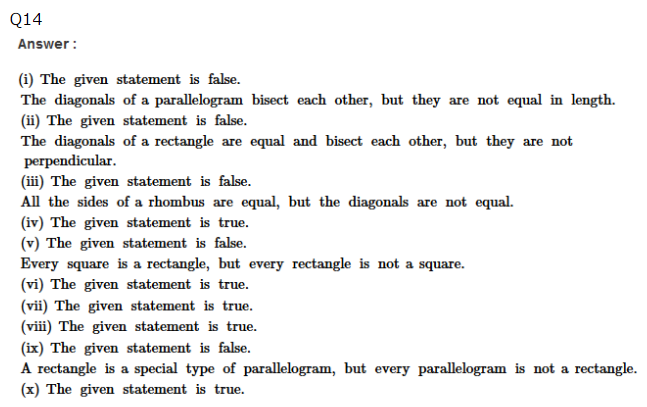 Q14
Answer :
(i) The given statement is false.
The diagonals of a parallelogram bisect each other, but they are not equal in length.
(ii) The given statement is false.
The diagonals of a rectangle are equal and bisect each other, but they are not
perpendicular.
(iii) The given statement is false.
All the sides of a rhombus are equal, but the diagonals are not equal.
(iv) The given statement is true.
(v) The given statement is false.
Every square is a rectangle, but every rectangle is not a square.
(vi) The given statement is true.
(vii) The given statement is true.
(viii) The given statement is true.
(ix) The given statement is false.
A rectangle is a special type of parallelogram, but every parallelogram is not a rectangle.
(x) The given statement is true.